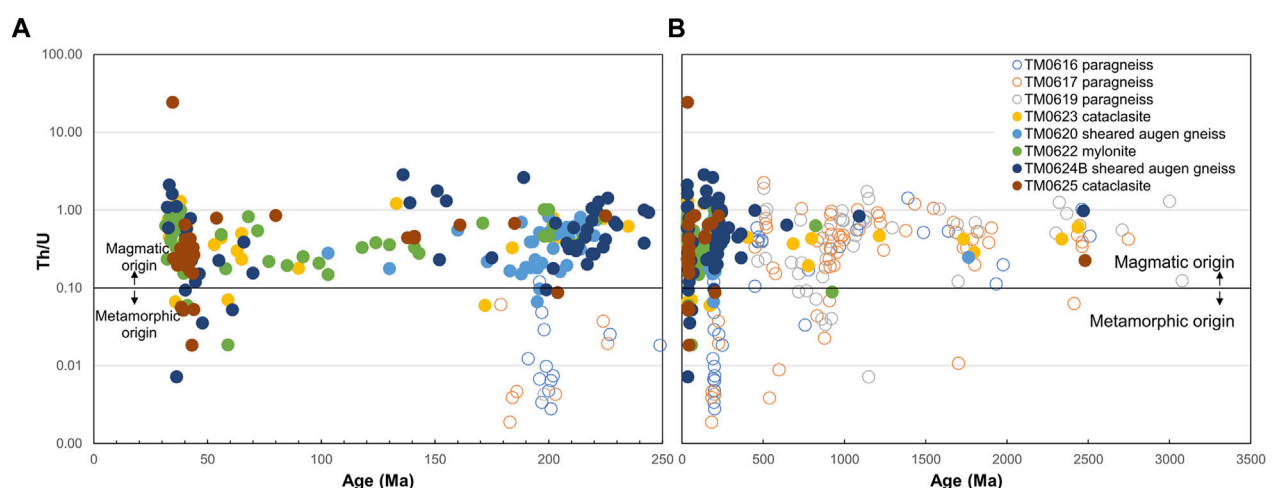 A
B
100.00
10.00
1.00
0.10
0.01
0.00
Th/U
Magmatic
origin
Metamorphic
origin
0
50
100
150
200
250
Age (Ma)
TM0616 paragneiss
TM0617 paragneiss
TM0619 paragneiss
TM0623 cataclasite
TM0620 sheared augen gneiss
TM0622 mylonite
TM0624B sheared augen gneiss
TM0625 cataclasite
Magmatic origin
Metamorphic origin
0
500
1000
1500
2000
2500
3000
3500
Age (Ma)